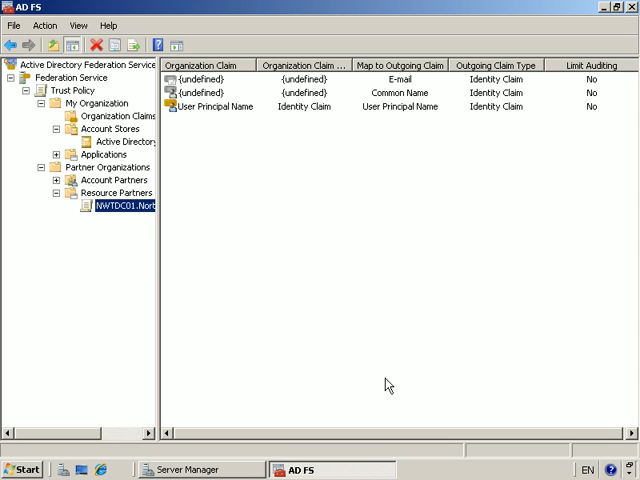 AD FS
File Action View Help
Active Directory Federation Service
Federation Service
Trust Policy
My Organization
Organization Claims
Account Stores
Active Directory
Applications
Partner Organizations
Account Partners
Resource Partners
NWTDC01.Nort
Organization Claim Organization Claim ... Map to Outgoing Claim Outgoing Claim Type Limit Auditing
{undefined} {undefined} E-mail Identity Claim No
{undefined} {undefined} Common Name Identity Claim No
User Principal Name Identity Claim User Principal Name Identity Claim No
Start Server Manager AD FS EN